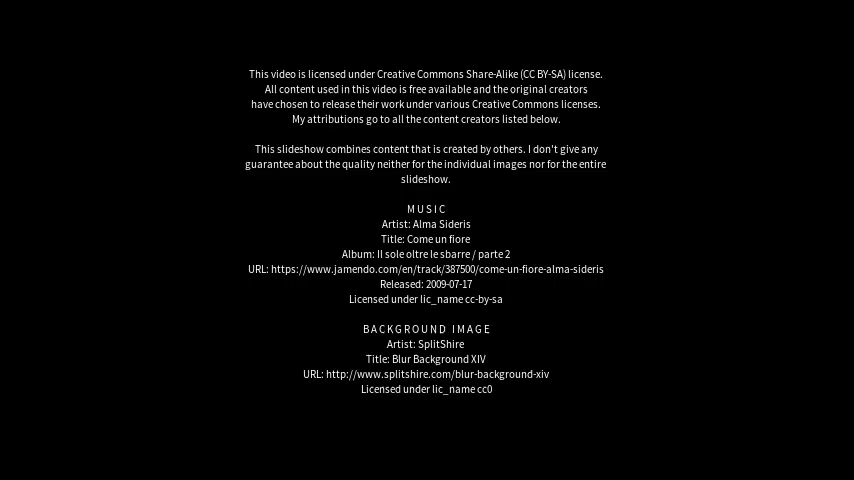 This video is licensed under Creative Commons Share-Alike (CC BY-SA) license.
All content used in this video is free available and the original creators
have chosen to release their work under various Creative Commons licenses.
My attributions go to all the content creators listed below.
This slideshow combines content that is created by others. I don't give any
guarantee about the quality neither for the individual images nor for the entire
slideshow.
MUSIC
Artist: Alma Sideris
Title: Come un fiore
Album: Il sole oltre le sbarre / parte 2
URL: https://www.jamendo.com/en/track/387500/come-un-fiore-alma-sideris
Released: 2009-07-17
Licensed under lic_name cc-by-sa
BACKGROUND IMAGE
Artist: SplitShire
Title: Blur Background XIV
URL: http://www.splitshire.com/blur-background-xiv
Licensed under lic_name cc0